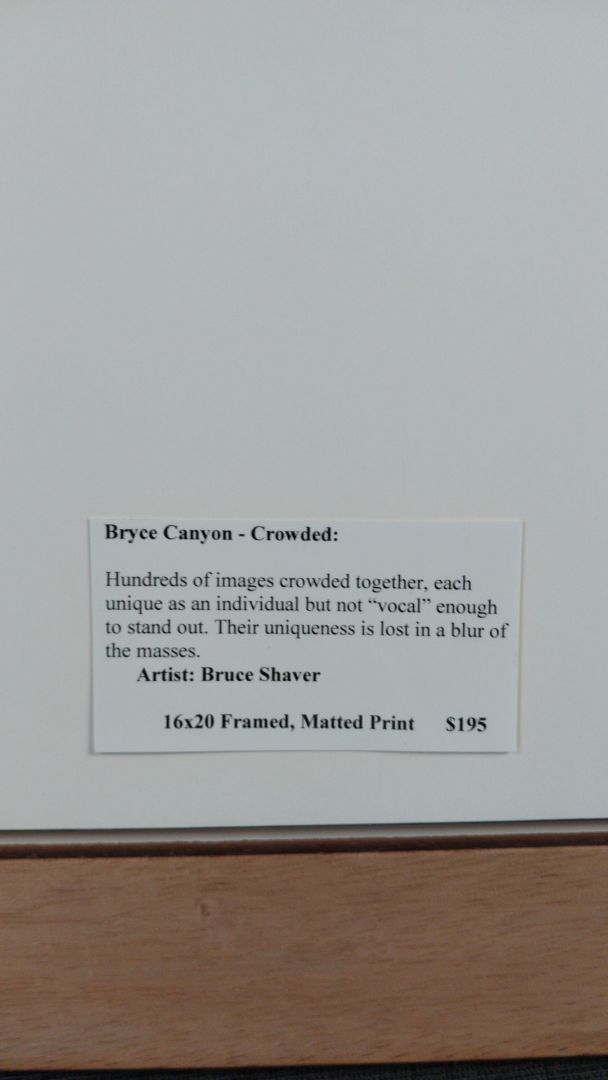 Bryce Canyon - Crowded:
Hundreds of images crowded together, each
unique as an individual but not “vocal” enough
to stand out. Their uniqueness is lost in a blur of
the masses.
Artist: Bruce Shaver
16x20 Framed, Matted Print $195